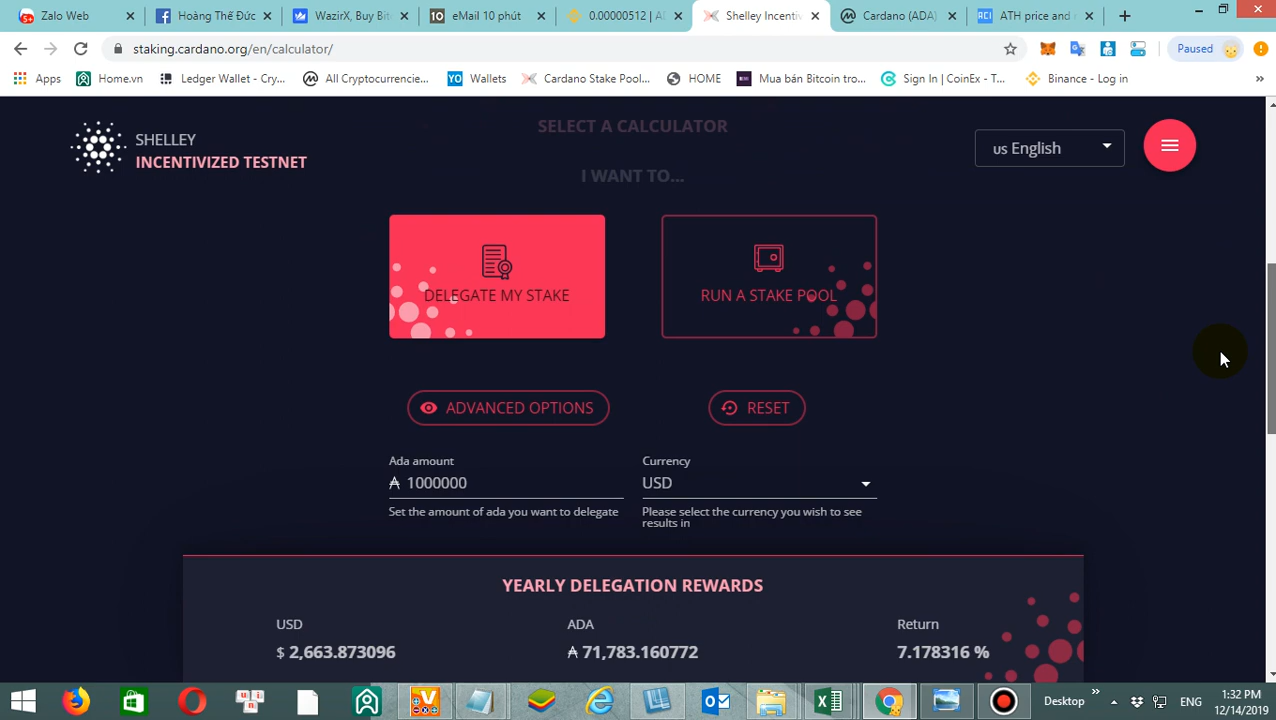 Zalo Web
Hoàng Thế Đức
WazirX, Buy Bit
eMail 10 phút
0.00000512 | AD
Shelley Incentiv
Cardano (ADA)
ATH price and
staking.cardano.org/en/calculator/
Paused
Apps
Home.vn
Ledger Wallet - Cry...
All Cryptocurrencie...
Wallets
Cardano Stake Pool...
HOME
Mua bán Bitcoin tro...
Sign In | CoinEx - T...
Binance - Log in
»
SELECT A CALCULATOR
SHELLEY
INCENTIVIZED TESTNET
us English
I WANT TO...
DELEGATE MY STAKE
RUN A STAKE POOL
ADVANCED OPTIONS
RESET
Ada amount
Currency
₳ 1000000
USD
Set the amount of ada you want to delegate
Please select the currency you wish to see
results in
YEARLY DELEGATION REWARDS
USD
ADA
Return
$ 2,663.873096
₳ 71,783.160772
7.178316 %
Desktop
»
ENG
1:32 PM
12/14/2019